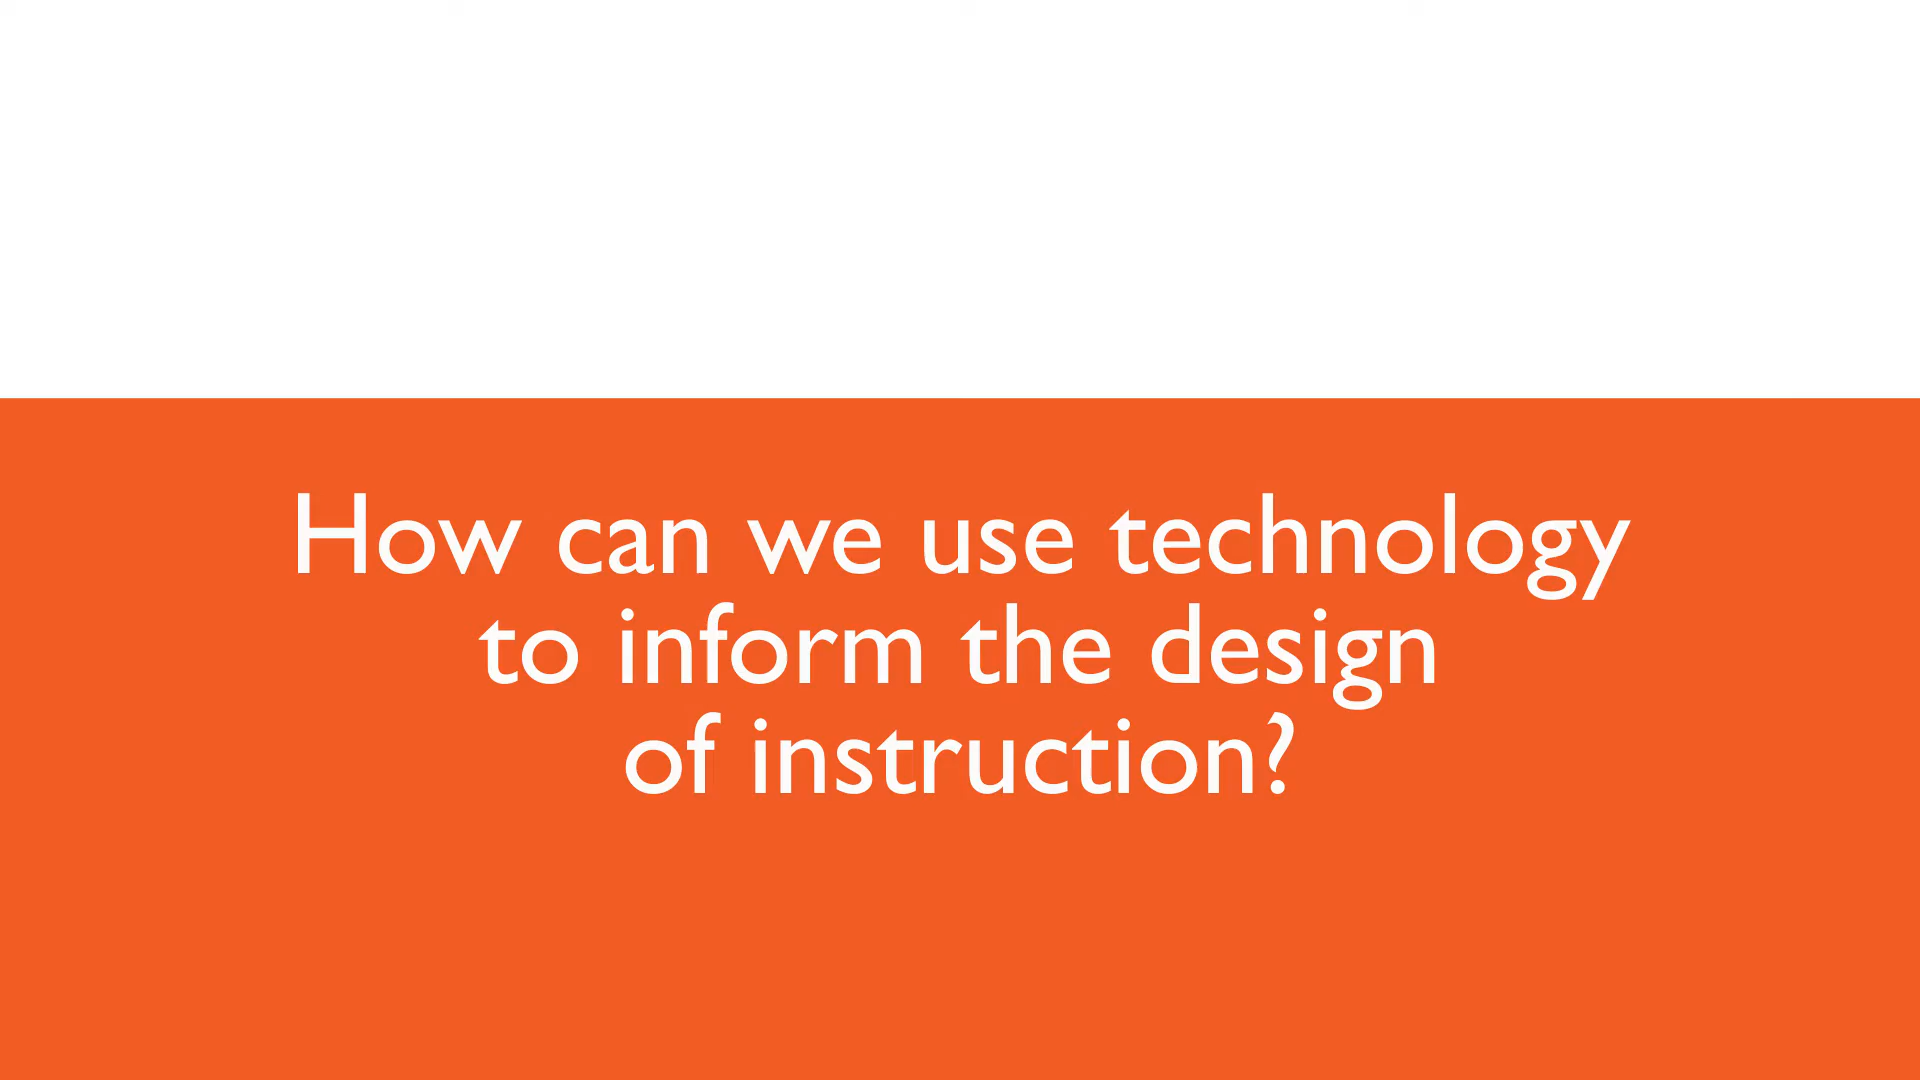 How can we use technology
to inform the design
of instruction?